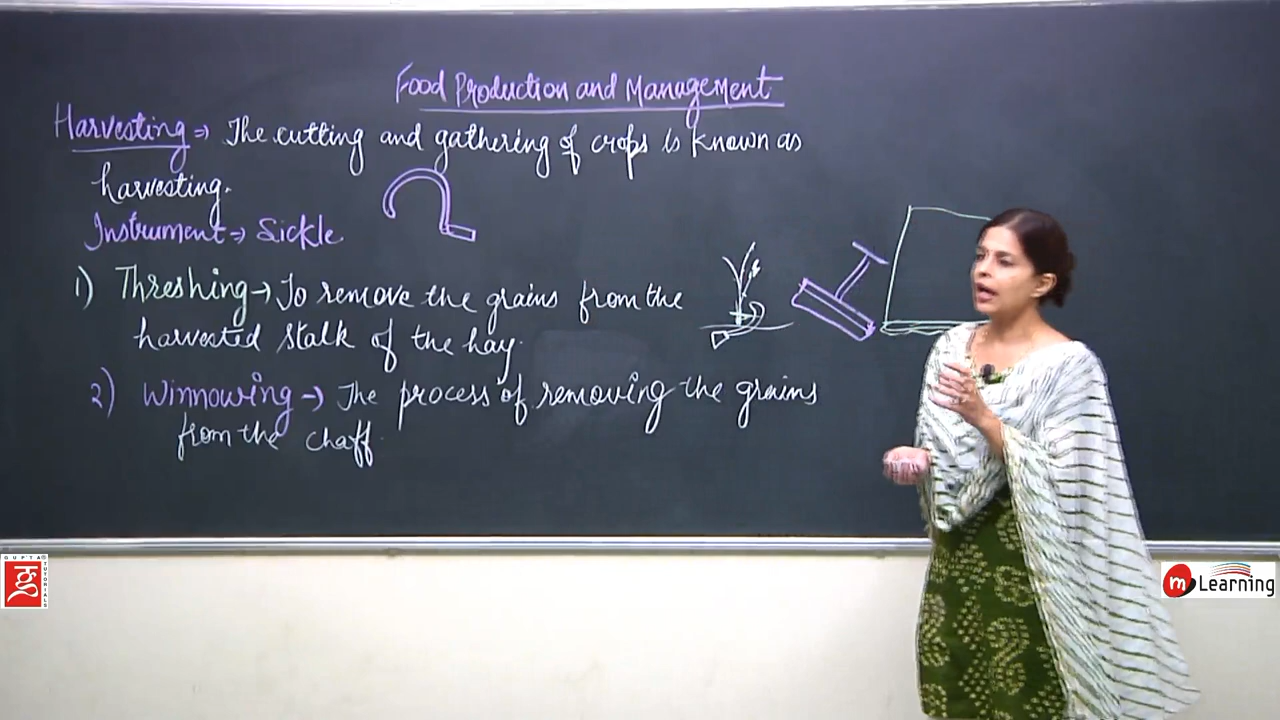 Food Production and Management
Harvesting ⇒ The cutting and gathering of crops is known as
harvesting.
Instrument → Sickle
1) Threshing → To remove the grains from the
harvested stalk of the hay.
2) Winnowing → The process of removing the grains
from the chaff.
GUPTA TUTORIALS
m Learning